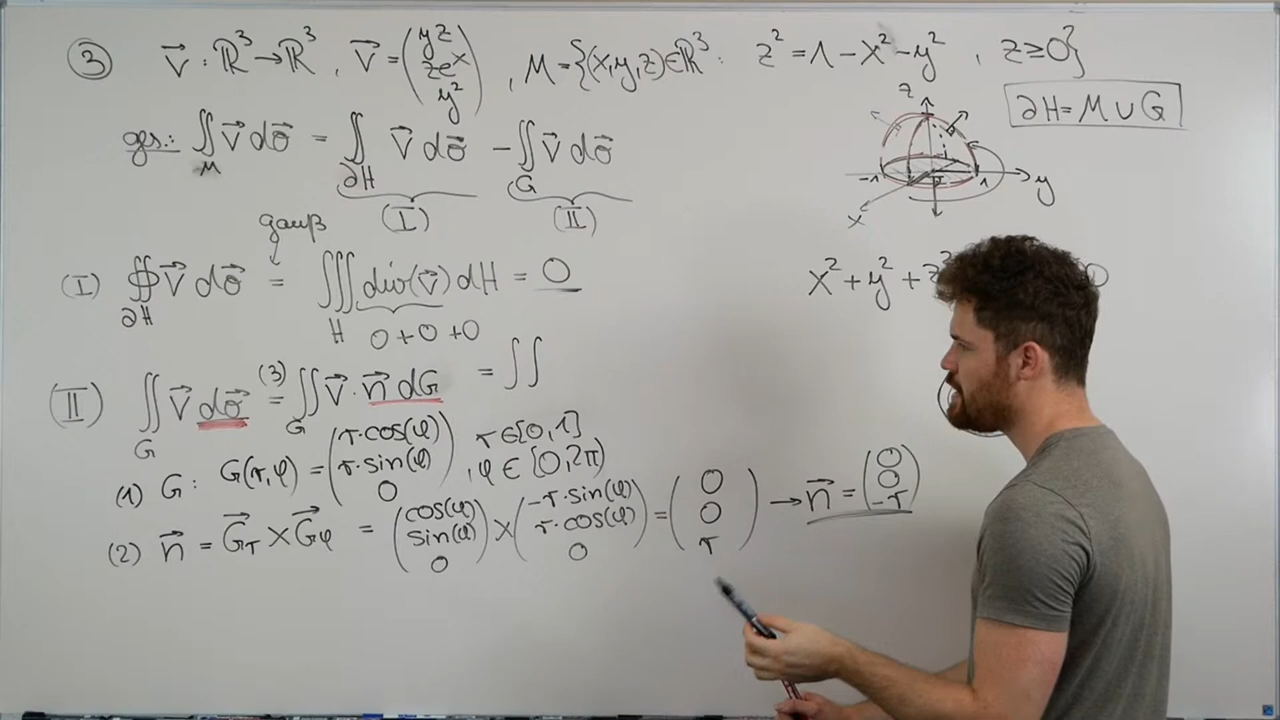 ③ v⃗ : ℝ³ → ℝ³ , v⃗ = (yz, zeˣ, y²) , M = {(x,y,z) ∈ ℝ³ : z² = 1 - x² - y² , z ≥ 0}
∂H = M ∪ G
ges.: ∬_M v⃗ dσ⃗ = ∬_∂H v⃗ dσ⃗ - ∬_G v⃗ dσ⃗
(I) (II)
z
-1 1 y
x
gauß
(I) ∯_∂H v⃗ dσ⃗ = ∭_H div(v⃗) dH = 0
0 + 0 + 0
x² + y² + z²
(II) ∬_G v⃗ dσ⃗ =^(3) ∬_G v⃗ · n⃗ dG = ∬
(1) G: G(r,φ) = (r·cos(φ), r·sin(φ), 0) r ∈ [0,1] , φ ∈ [0,2π)
(2) n⃗ = G⃗_r × G⃗_φ = (cos(φ), sin(φ), 0) × (-r·sin(φ), r·cos(φ), 0) = (0, 0, r) → n⃗ = (0, 0, -r)